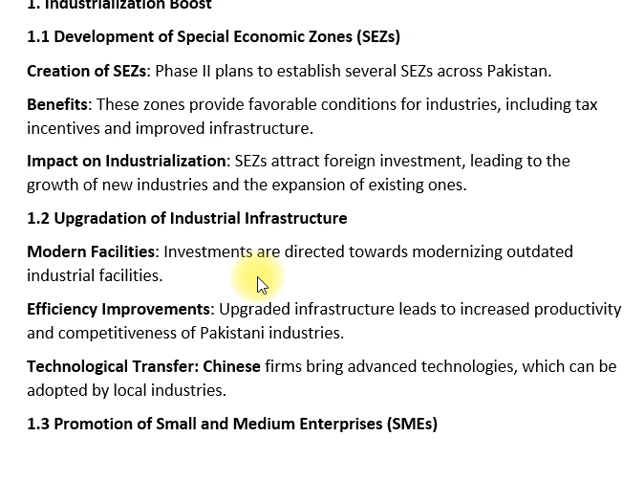 1. Industrialization Boost
1.1 Development of Special Economic Zones (SEZs)
Creation of SEZs: Phase II plans to establish several SEZs across Pakistan.
Benefits: These zones provide favorable conditions for industries, including tax
incentives and improved infrastructure.
Impact on Industrialization: SEZs attract foreign investment, leading to the
growth of new industries and the expansion of existing ones.
1.2 Upgradation of Industrial Infrastructure
Modern Facilities: Investments are directed towards modernizing outdated
industrial facilities.
Efficiency Improvements: Upgraded infrastructure leads to increased productivity
and competitiveness of Pakistani industries.
Technological Transfer: Chinese firms bring advanced technologies, which can be
adopted by local industries.
1.3 Promotion of Small and Medium Enterprises (SMEs)